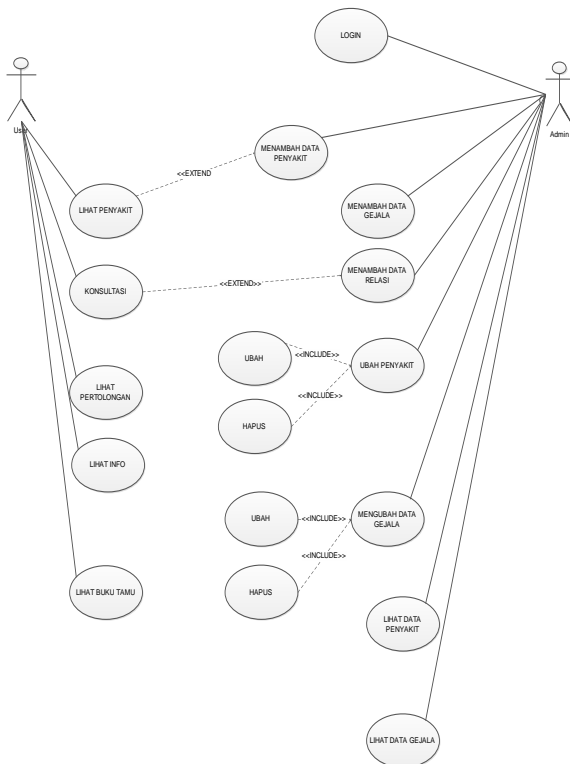 LOGIN
User
Admin
MENAMBAH DATA
PENYAKIT
<<EXTEND
LIHAT PENYAKIT
MENAMBAH DATA
GEJALA
KONSULTASI
<<EXTEND>>
MENAMBAH DATA
RELASI
UBAH
<<INCLUDE>>
UBAH PENYAKIT
LIHAT
PERTOLONGAN
<<INCLUDE>>
HAPUS
LIHAT INFO
UBAH
<<INCLUDE>>
MENGUBAH DATA
GEJALA
<<INCLUDE>>
HAPUS
LIHAT BUKU TAMU
LIHAT DATA
PENYAKIT
LIHAT DATA GEJALA